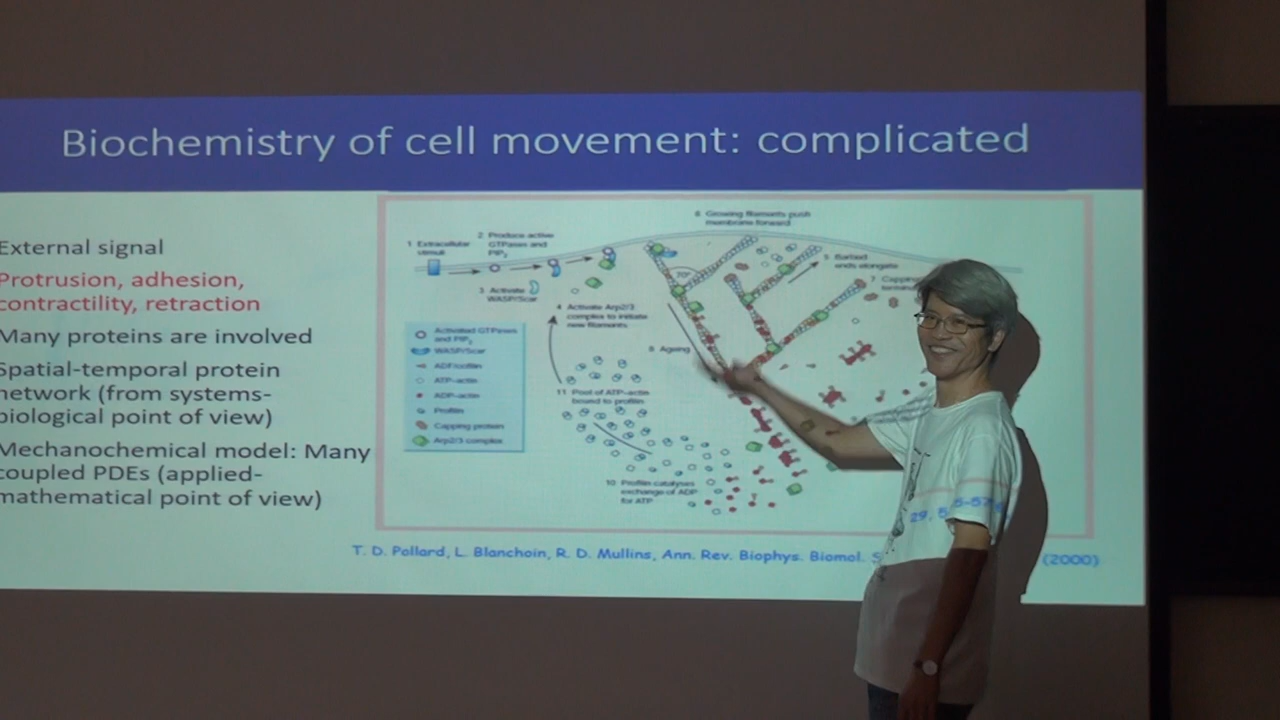 Biochemistry of cell movement: complicated
External signal
Protrusion, adhesion,
contractility, retraction
Many proteins are involved
Spatial-temporal protein
network (from systems-
biological point of view)
Mechanochemical model: Many
coupled PDEs (applied-
mathematical point of view)
1 Extracellular
stimuli
2 Produce active
GTPases and
PIP2
3 Activate
WASP/Scar
4 Activate Arp2/3
complex to initiate
new filaments
5 Barbed
ends elongate
6 Growing filaments push
membrane forward
7 Capping
70°
8 Ageing
Activated GTPases
and PIP2
WASP/Scar
ADF/cofilin
ATP-actin
ADP-actin
Profilin
Capping protein
Arp2/3 complex
11 Pool of ATP-actin
bound to profilin
10 Profilin catalyses
exchange of ADP
for ATP
T. D. Pollard, L. Blanchoin, R. D. Mullins, Ann. Rev. Biophys. Biomol. S
29, 5 5-57
(2000)